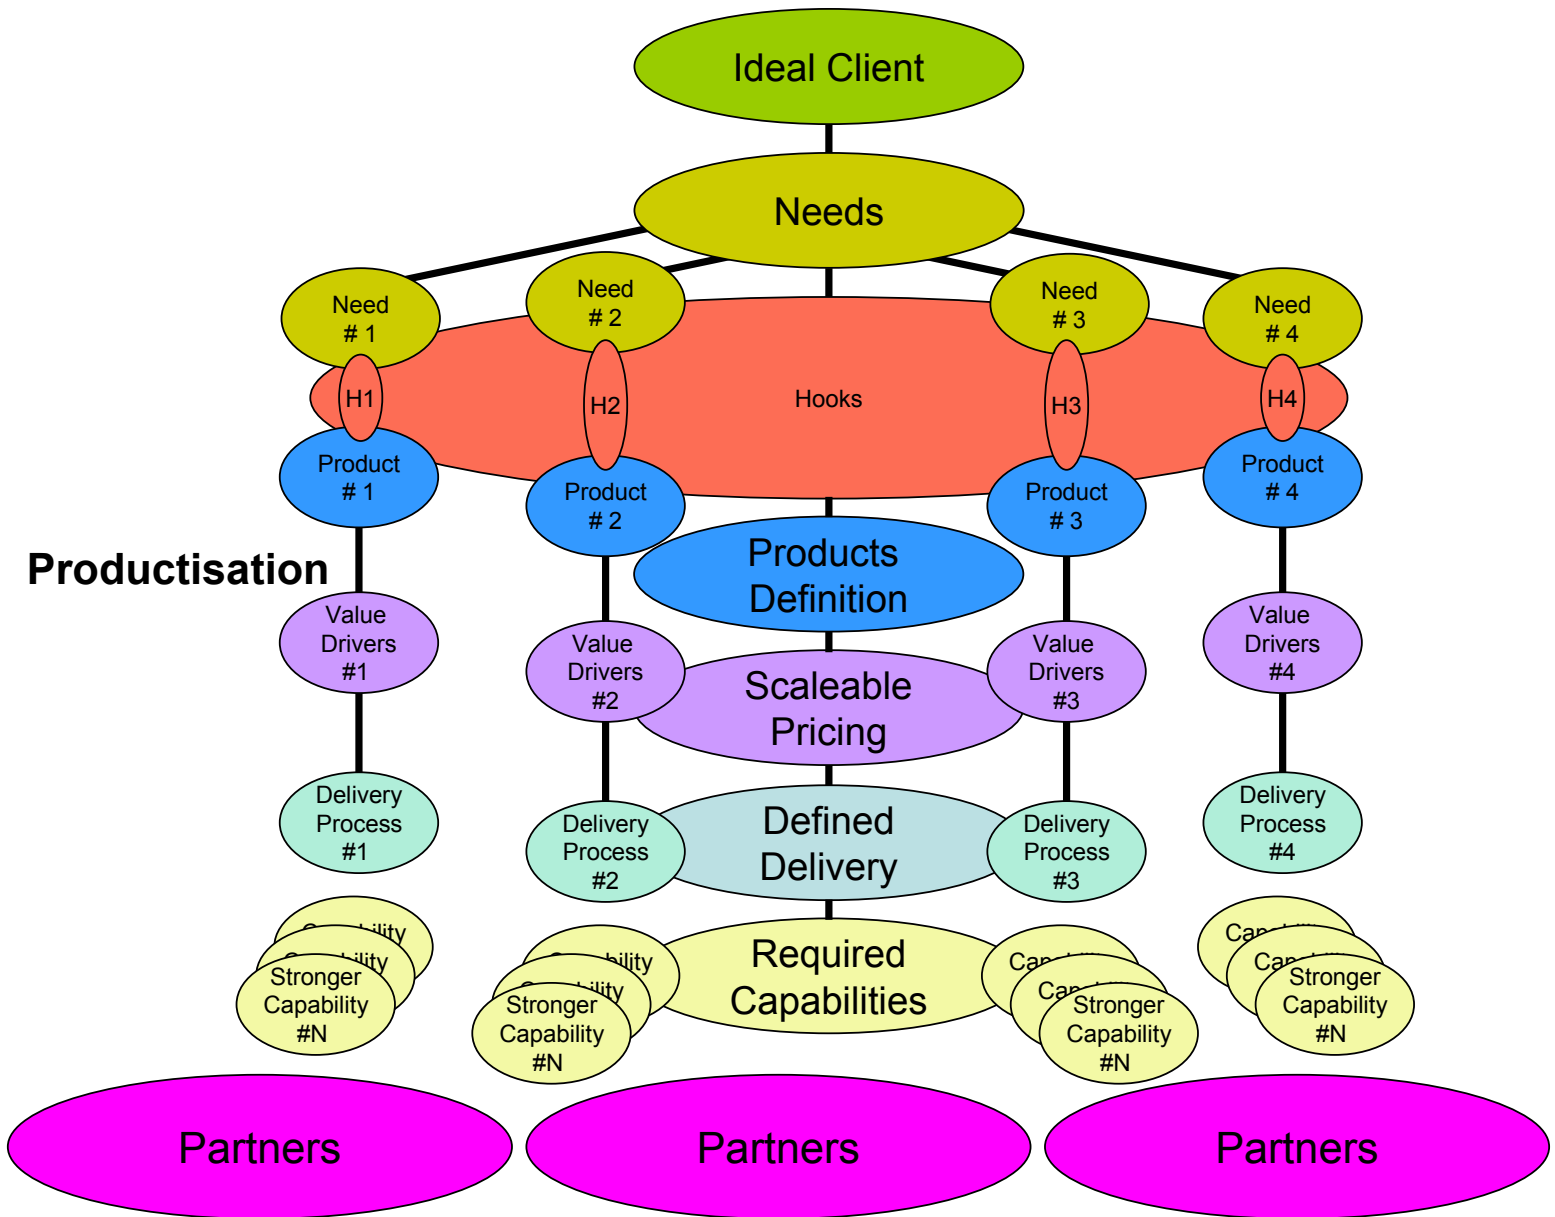 Ideal Client
Needs
Need
# 1
Need
# 2
Need
# 3
Need
# 4
H1
H2
Hooks
H3
H4
Product
# 1
Product
# 2
Product
# 3
Product
# 4
Productisation
Products
Definition
Value
Drivers
#1
Value
Drivers
#2
Scaleable
Pricing
Value
Drivers
#3
Value
Drivers
#4
Delivery
Process
#1
Delivery
Process
#2
Defined
Delivery
Delivery
Process
#3
Delivery
Process
#4
Stronger
Capability
#N
Stronger
Capability
#N
Required
Capabilities
Stronger
Capability
#N
Stronger
Capability
#N
Partners
Partners
Partners